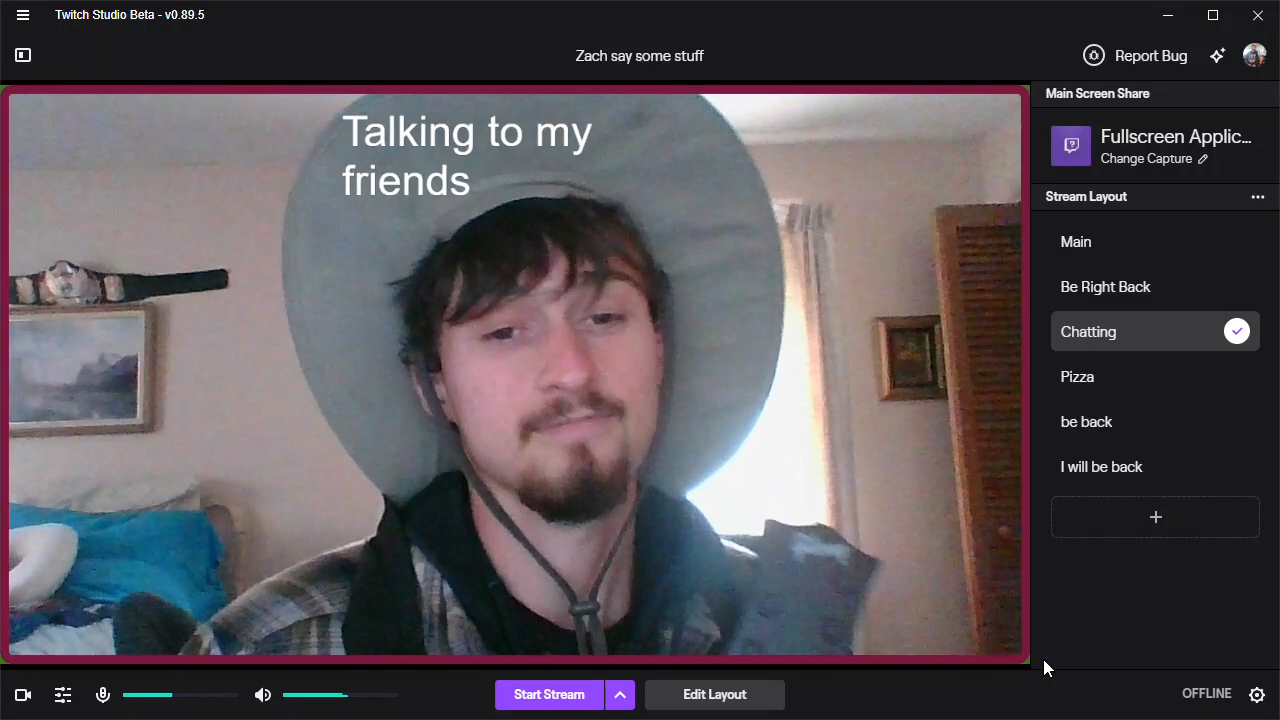 Twitch Studio Beta - v0.89.5
Zach say some stuff
Report Bug
Main Screen Share
Fullscreen Applic...
Change Capture
Stream Layout
Talking to my
friends
Main
Be Right Back
Chatting
Pizza
be back
I will be back
Start Stream
Edit Layout
OFFLINE